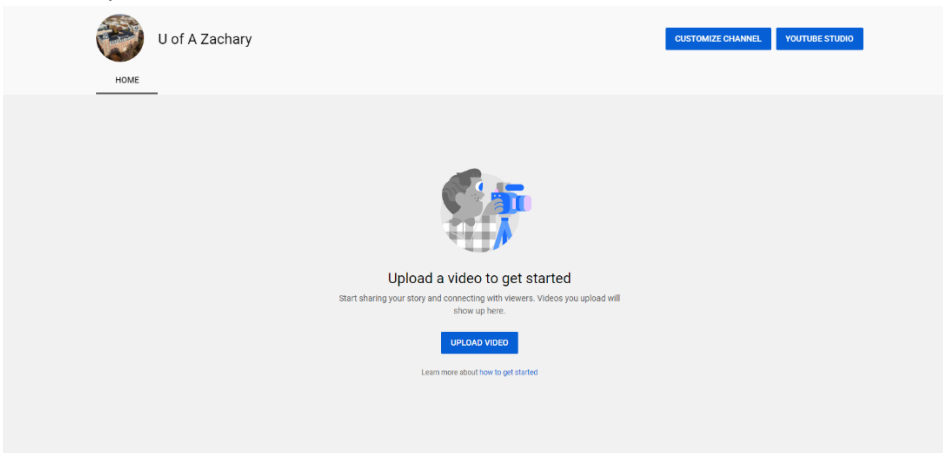 U of A Zachary
CUSTOMIZE CHANNEL
YOUTUBE STUDIO
HOME
Upload a video to get started
Start sharing your story and connecting with viewers. Videos you upload will
show up here.
UPLOAD VIDEO
Learn more about how to get started